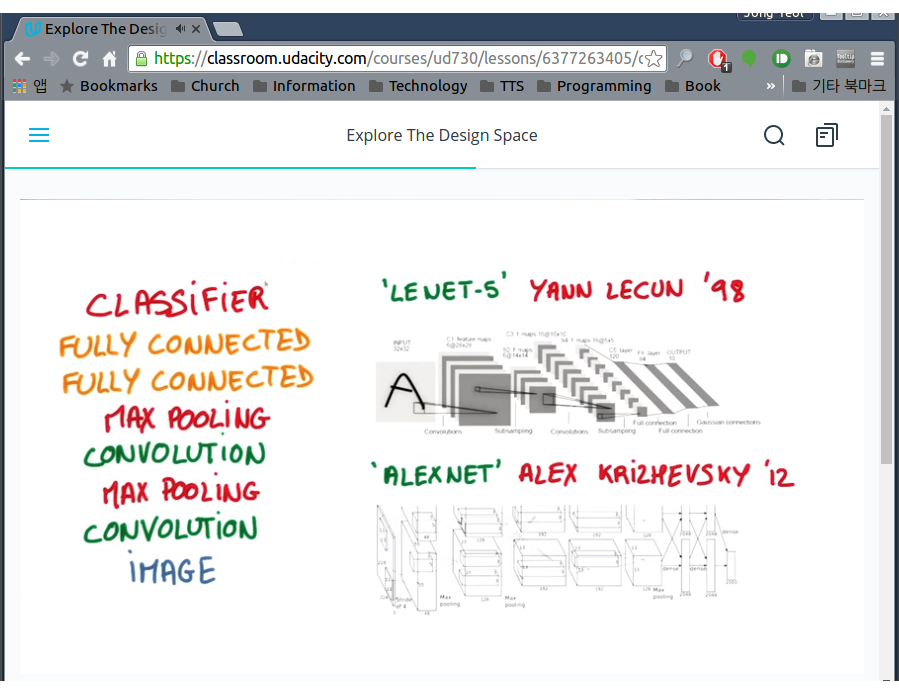 Explore The Desig
https://classroom.udacity.com/courses/ud730/lessons/6377263405/c
앱 Bookmarks Church Information Technology TTS Programming Book » 기타 북마크
Explore The Design Space
CLASSIFIER
FULLY CONNECTED
FULLY CONNECTED
MAX POOLING
CONVOLUTION
MAX POOLING
CONVOLUTION
IMAGE
'LENET-5' YANN LECUN '98
INPUT
32x32
C1: feature maps
6@28x28
S2: f. maps
6@14x14
C3: f. maps 16@10x10
S4: f. maps 16@5x5
C5: layer
120
F6: layer
84
OUTPUT
10
A
Convolutions Subsampling Convolutions Subsampling Full connection Full connection Gaussian connections
'ALEXNET' ALEX KRIZHEVSKY '12
Stride of 4
Max pooling
Max pooling
Max pooling
dense
dense
dense